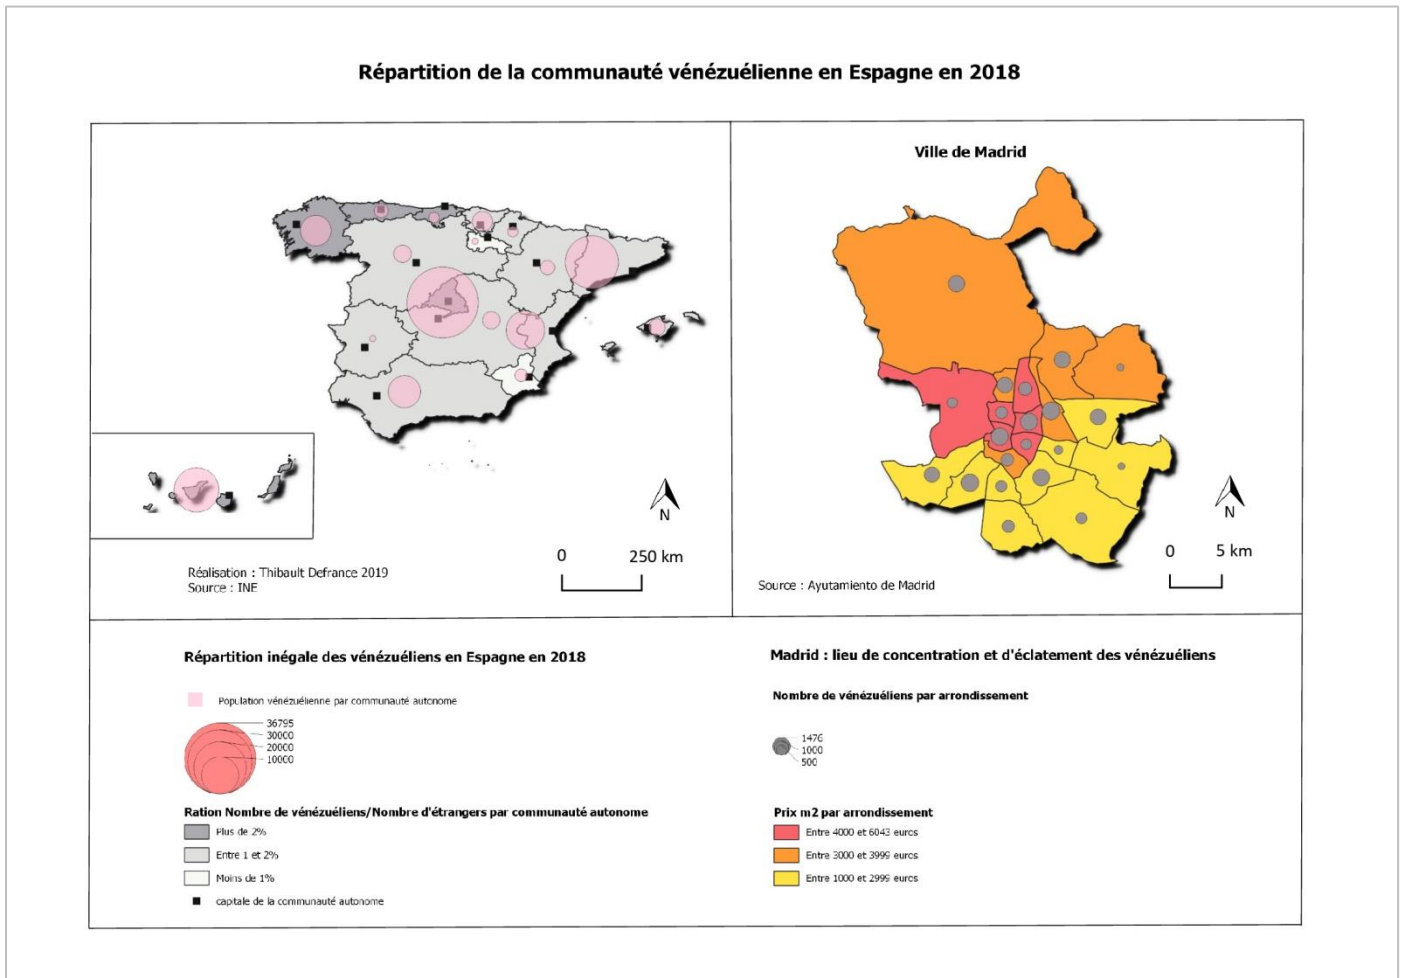 Répartition de la communauté vénézuélienne en Espagne en 2018
Ville de Madrid
N
0 250 km
Réalisation : Thibault Defrance 2019
Source : INE
N
0 5 km
Source : Ayutamiento de Madrid
Répartition inégale des vénézuéliens en Espagne en 2018
Population vénézuélienne par communauté autonome
36795
30000
20000
10000
Ration Nombre de vénézuéliens/Nombre d'étrangers par communauté autonome
Plus de 2%
Entre 1 et 2%
Moins de 1%
capitale de la communauté autonome
Madrid : lieu de concentration et d'éclatement des vénézuéliens
Nombre de vénézuéliens par arrondissement
1476
1000
500
Prix m2 par arrondissement
Entre 4000 et 6043 euros
Entre 3000 et 3999 euros
Entre 1000 et 2999 euros